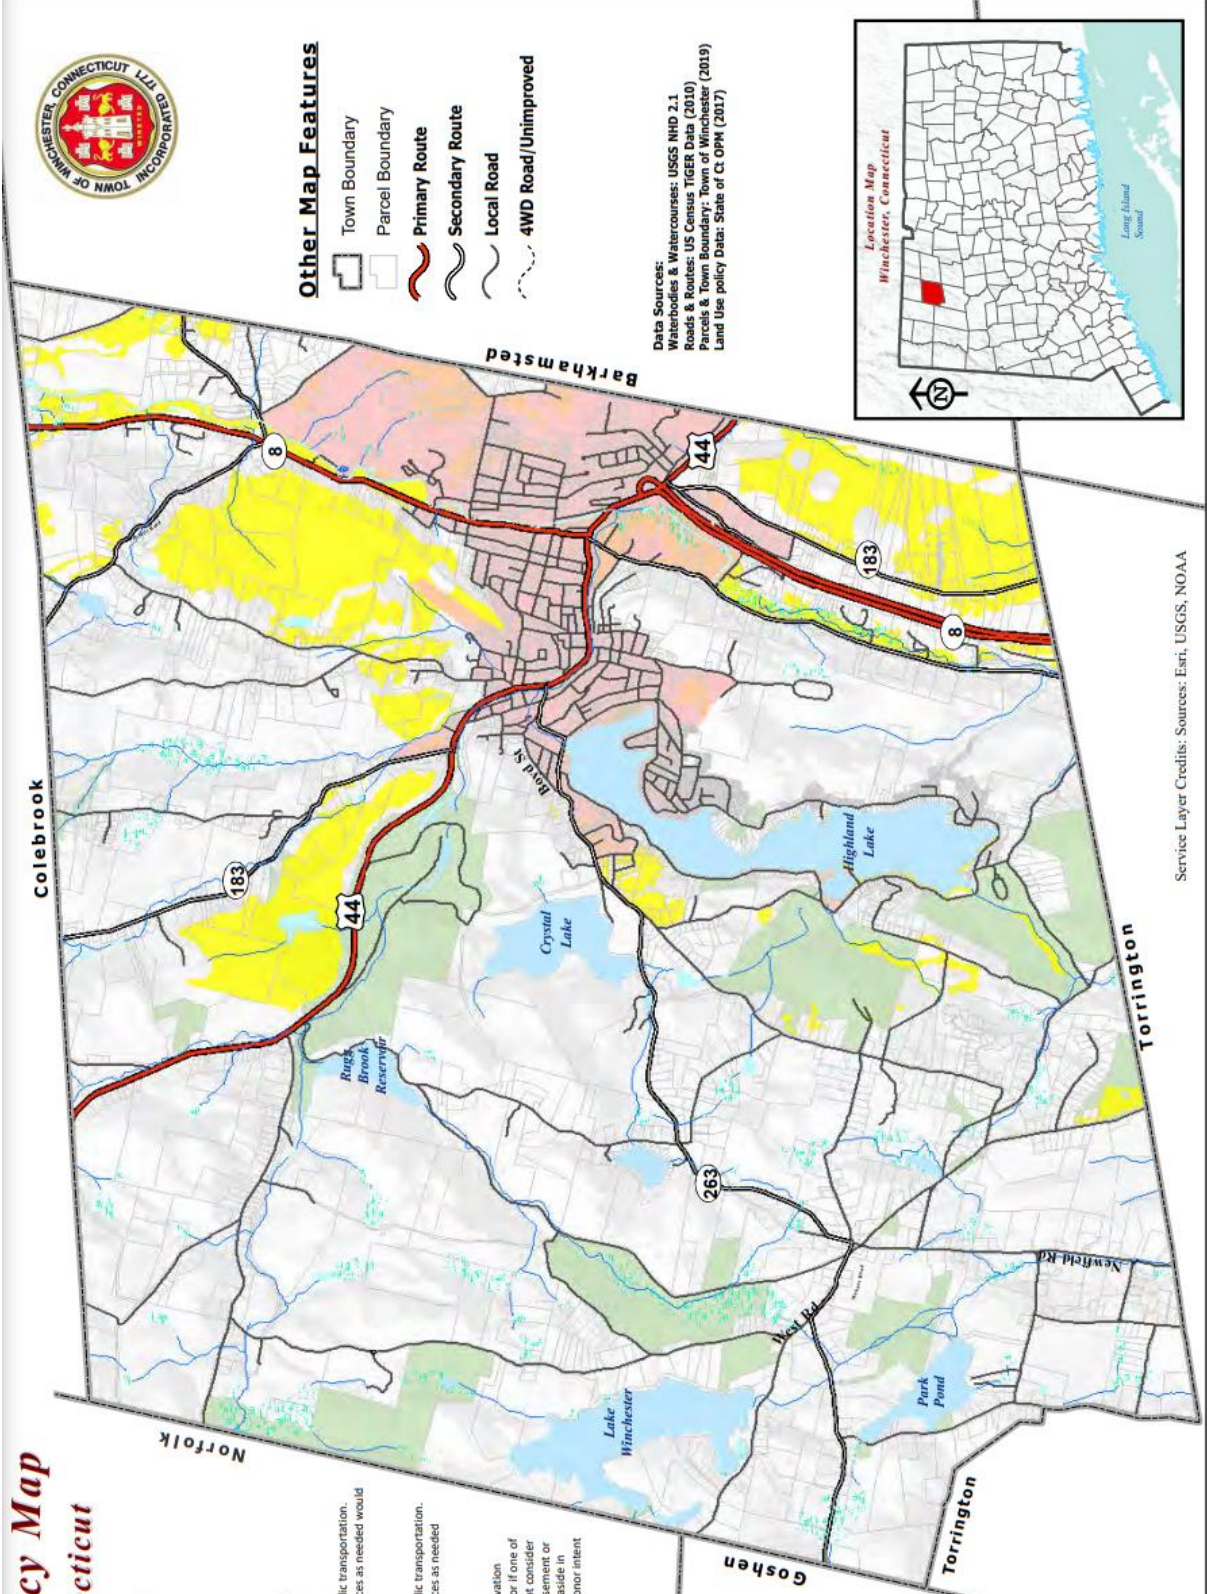 cy Map
cticut
lic transportation.
ces as needed would
lic transportation.
ces as needed
vation
or if one of
ot consider
sement or
aside in
onor intent
TOWN OF WINCHESTER, CONNECTICUT
INCORPORATED 1771
WINSTED
Other Map Features
Town Boundary
Parcel Boundary
Primary Route
Secondary Route
Local Road
4WD Road/Unimproved
Data Sources:
Waterbodies & Watercourses: USGS NHD 2.1
Roads & Routes: US Census TIGER Data (2010)
Parcels & Town Boundary: Town of Winchester (2019)
Land Use policy Data: State of Ct OPM (2017)
Location Map
Winchester, Connecticut
N
Long Island
Sound
Colebrook
Norfolk
Barkhamsted
Goshen
Torrington
Torrington
8
44
183
183
44
8
263
Boyd St
West Rd
Newfield Rd
Highland
Lake
Crystal
Lake
Rugg
Brook
Reservoir
Lake
Winchester
Park
Pond
Service Layer Credits: Sources: Esri, USGS, NOAA